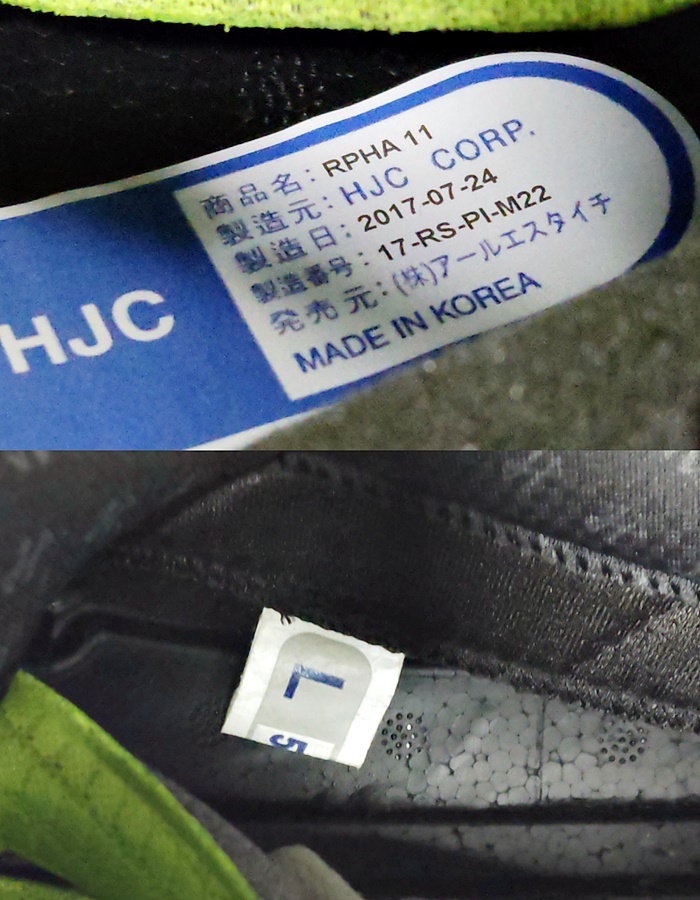 HJC
商品名: RPHA 11
製造元: HJC CORP.
製造日: 2017-07-24
製造番号: 17-RS-PI-M22
発売元: (株)アールエスタイチ
MADE IN KOREA
L
5